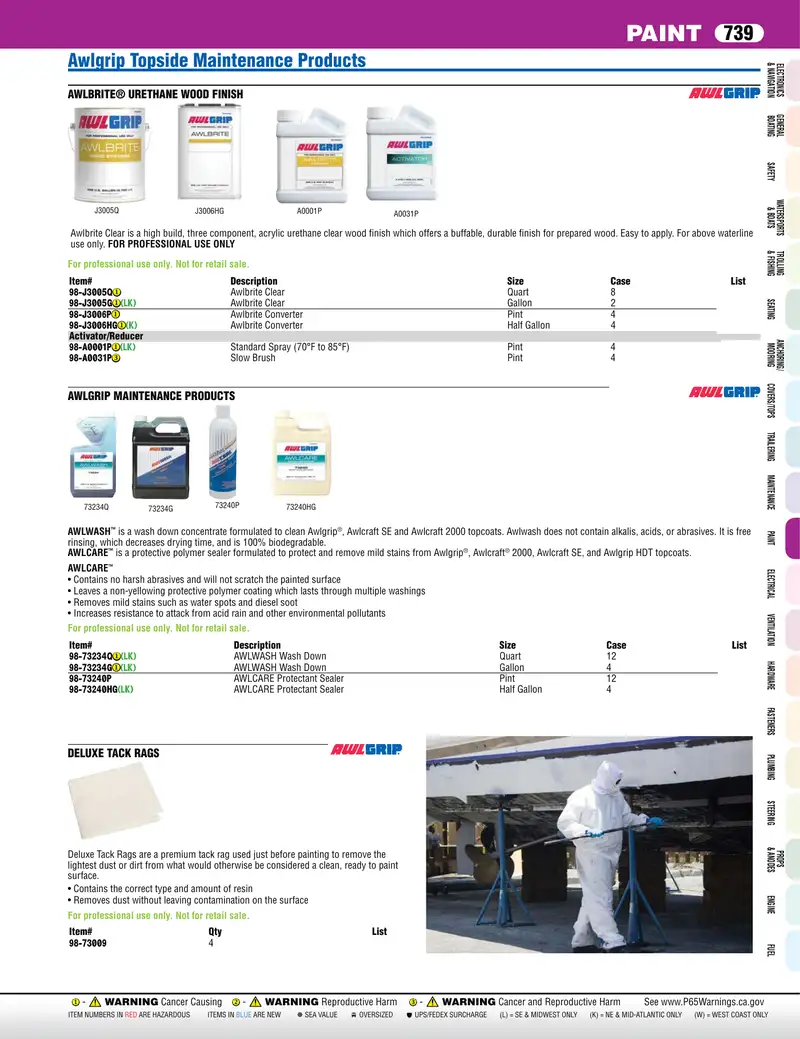 PAINT 739
Awlgrip Topside Maintenance Products
AWLBRITE® URETHANE WOOD FINISH
AWLGRIP
AWLGRIP
AWLBRITE
AWLGRIP
AWLBRITE
AWLGRIP
AWLGRIP
ACTIVATOR
J3005Q
J3006HG
A0001P
A0031P
Awlbrite Clear is a high build, three component, acrylic urethane clear wood finish which offers a buffable, durable finish for prepared wood. Easy to apply. For above waterline
use only. FOR PROFESSIONAL USE ONLY
For professional use only. Not for retail sale.
Item# Description Size Case List
98-J3005Q① Awlbrite Clear Quart 8
98-J3005G①(LK) Awlbrite Clear Gallon 2
98-J3006P① Awlbrite Converter Pint 4
98-J3006HG①(K) Awlbrite Converter Half Gallon 4
Activator/Reducer
98-A0001P①(LK) Standard Spray (70°F to 85°F) Pint 4
98-A0031P③ Slow Brush Pint 4
AWLGRIP MAINTENANCE PRODUCTS
AWLGRIP
AWLWASH
AWLGRIP
AWLGRIP
AWLCARE
73234Q
73234G
73240P
73240HG
AWLWASH™ is a wash down concentrate formulated to clean Awlgrip®, Awlcraft SE and Awlcraft 2000 topcoats. Awlwash does not contain alkalis, acids, or abrasives. It is free
rinsing, which decreases drying time, and is 100% biodegradable.
AWLCARE™ is a protective polymer sealer formulated to protect and remove mild stains from Awlgrip®, Awlcraft® 2000, Awlcraft SE, and Awlgrip HDT topcoats.
AWLCARE™
• Contains no harsh abrasives and will not scratch the painted surface
• Leaves a non-yellowing protective polymer coating which lasts through multiple washings
• Removes mild stains such as water spots and diesel soot
• Increases resistance to attack from acid rain and other environmental pollutants
For professional use only. Not for retail sale.
Item# Description Size Case List
98-73234Q①(LK) AWLWASH Wash Down Quart 12
98-73234G①(LK) AWLWASH Wash Down Gallon 4
98-73240P AWLCARE Protectant Sealer Pint 12
98-73240HG(LK) AWLCARE Protectant Sealer Half Gallon 4
DELUXE TACK RAGS
AWLGRIP
Deluxe Tack Rags are a premium tack rag used just before painting to remove the
lightest dust or dirt from what would otherwise be considered a clean, ready to paint
surface.
• Contains the correct type and amount of resin
• Removes dust without leaving contamination on the surface
For professional use only. Not for retail sale.
Item# Qty List
98-73009 4
ELECTRONICS
& NAVIGATION
GENERAL
BOATING
SAFETY
WATERSPORTS
& BOATS
TROLLING
& FISHING
SEATING
ANCHORING/
MOORING
COVERS/TOPS
TRAILERING
MAINTENANCE
PAINT
ELECTRICAL
VENTILATION
HARDWARE
FASTENERS
PLUMBING
STEERING
PROPS
& ANODES
ENGINE
FUEL
① - ⚠ WARNING Cancer Causing ② - ⚠ WARNING Reproductive Harm ③ - ⚠ WARNING Cancer and Reproductive Harm See www.P65Warnings.ca.gov
ITEM NUMBERS IN RED ARE HAZARDOUS ITEMS IN BLUE ARE NEW SEA VALUE OVERSIZED UPS/FEDEX SURCHARGE (L) = SE & MIDWEST ONLY (K) = NE & MID-ATLANTIC ONLY (W) = WEST COAST ONLY